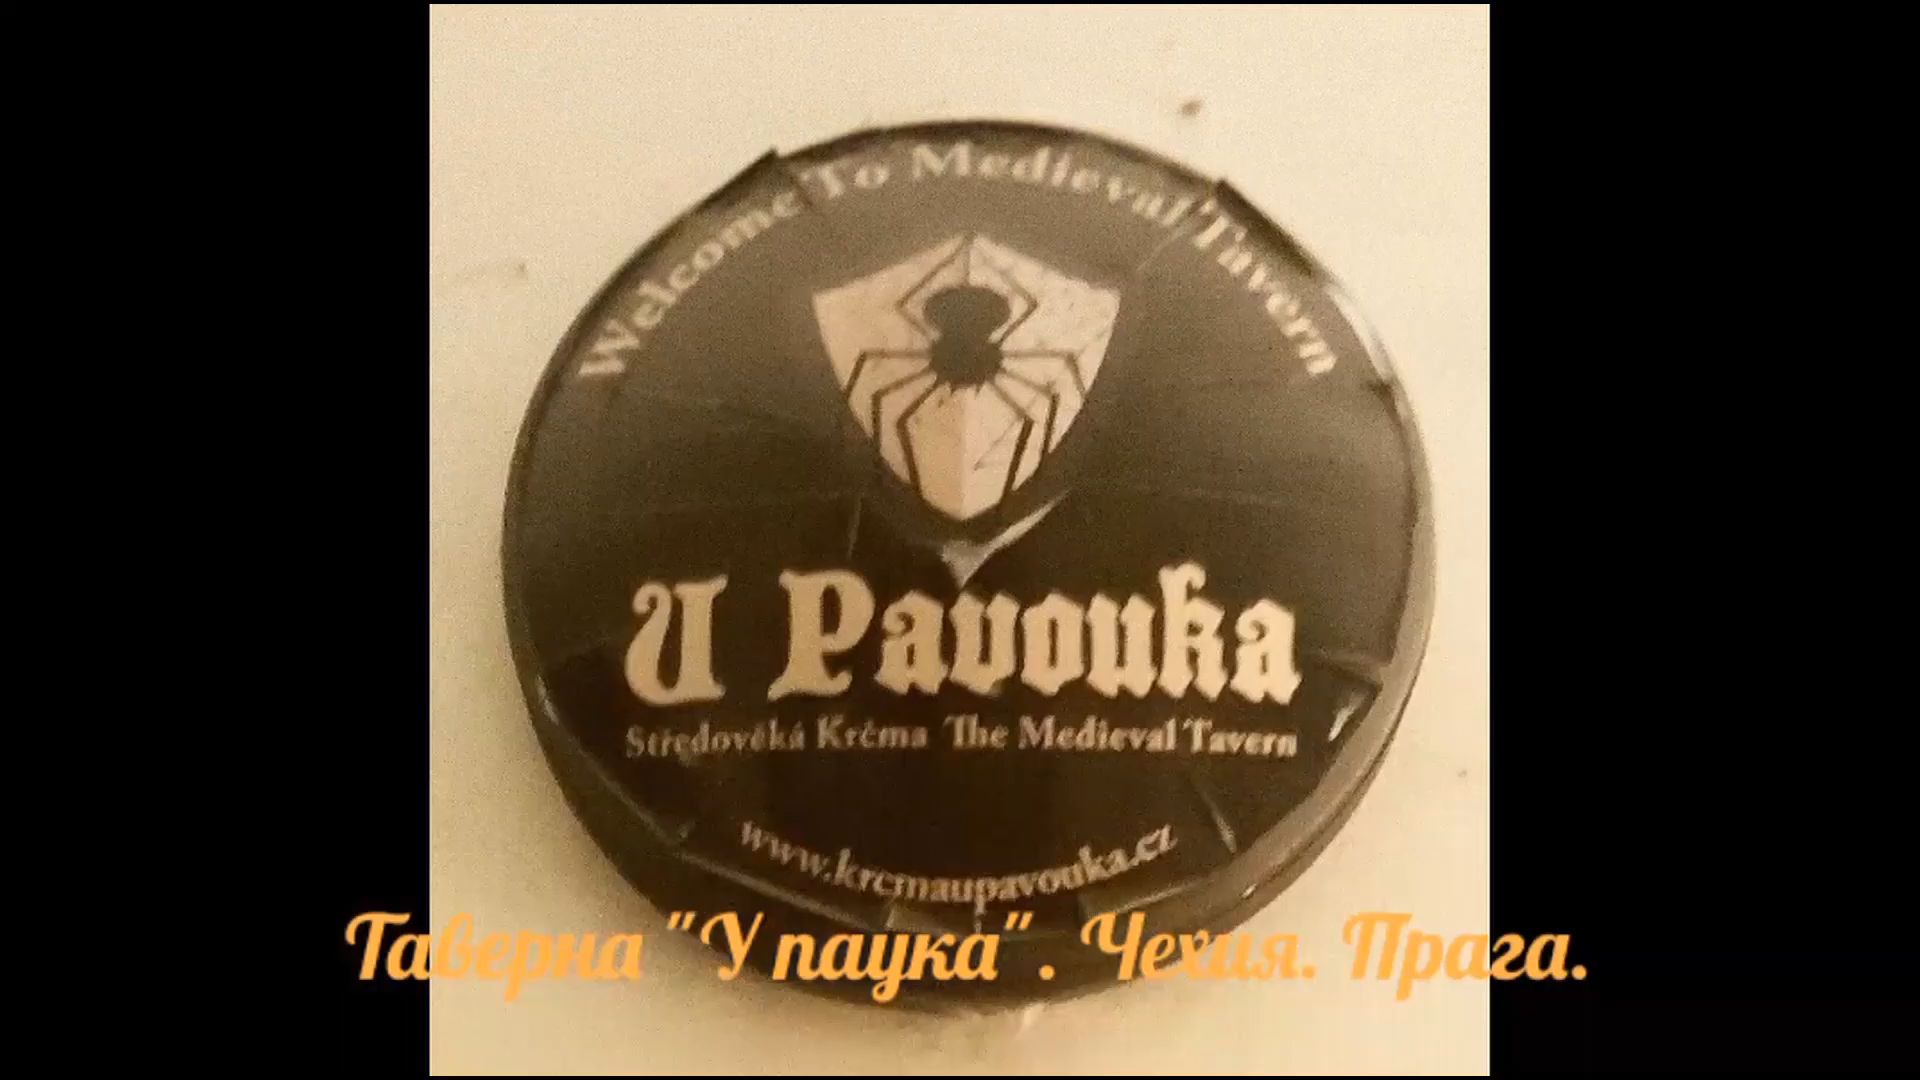 Welcome To Medieval Tavern
U Pavouka
Středověká Krčma The Medieval Tavern
www.krcmaupavouka.cz
Таверна "У паука". Чехия. Прага.